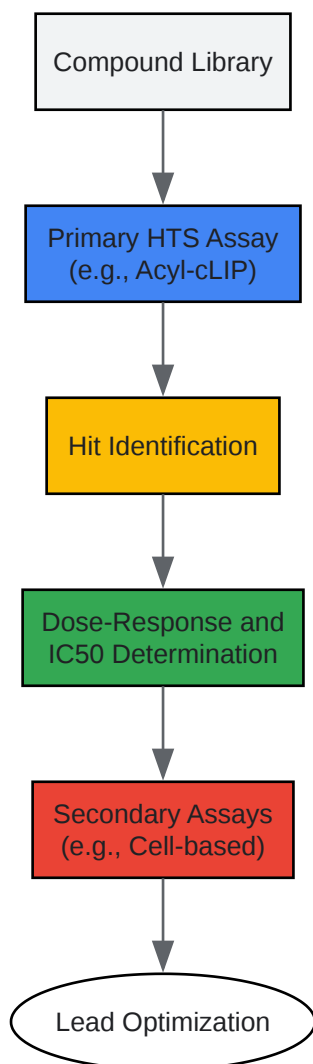 Compound Library
Primary HTS Assay
(e.g., Acyl-cLIP)
Hit Identification
Dose-Response and
IC50 Determination
Secondary Assays
(e.g., Cell-based)
Lead Optimization